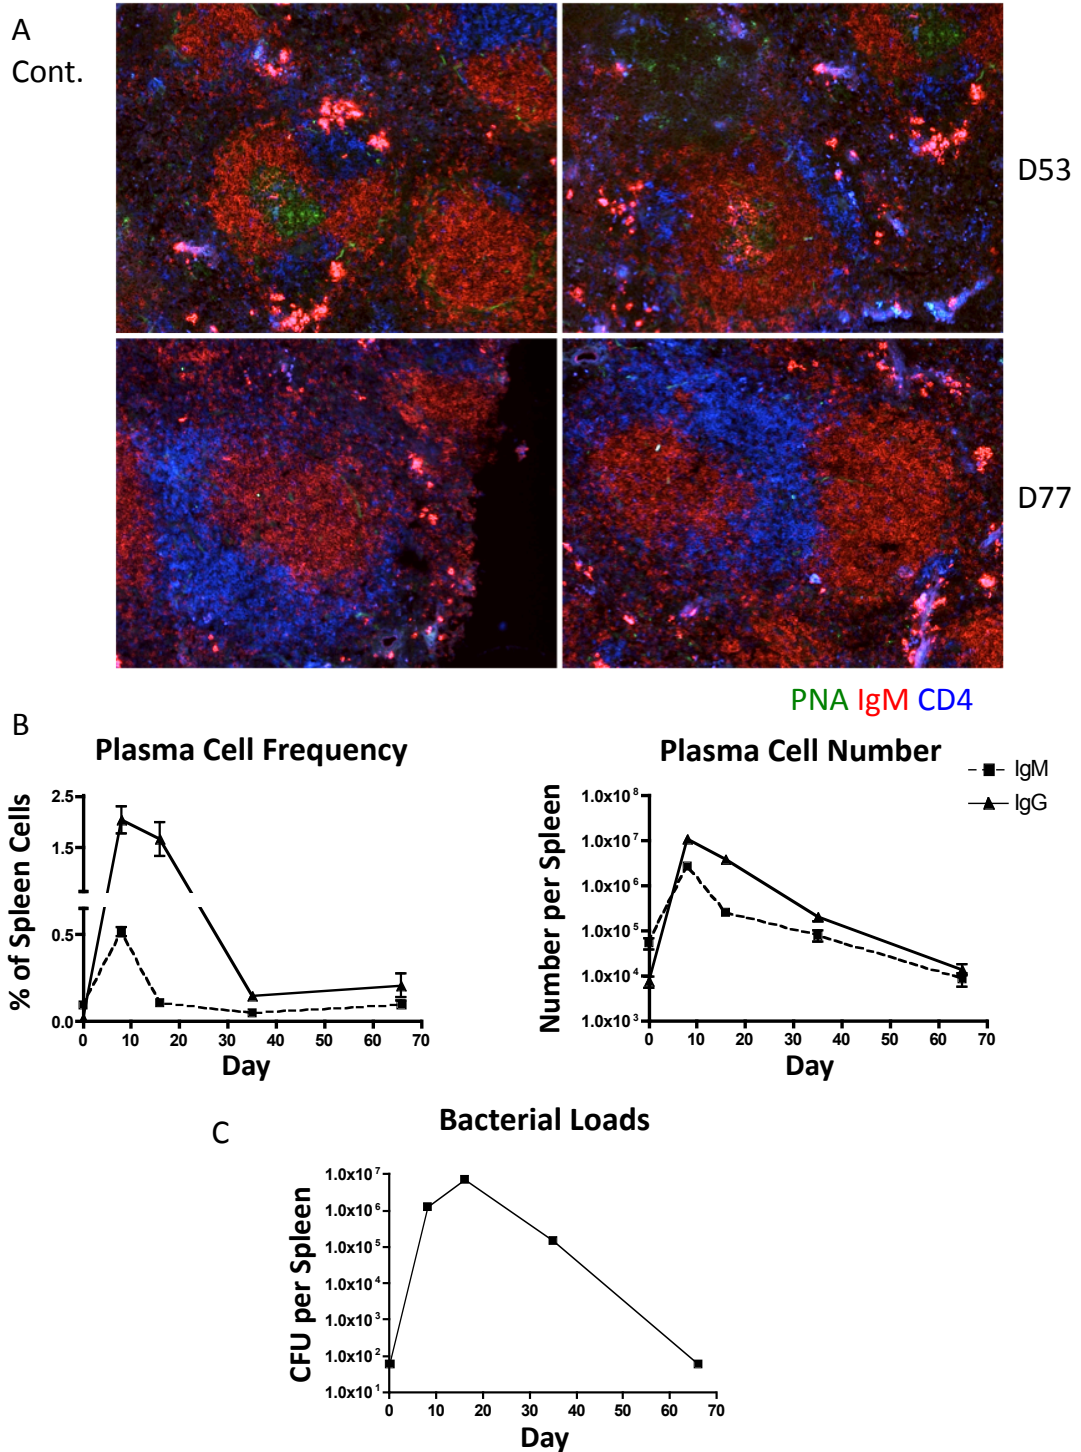 A
Cont.
D53
D77
PNA IgM CD4
B
Plasma Cell Frequency
% of Spleen Cells
2.5
1.5
0.5
0.0
0 10 20 30 40 50 60 70
Day
Plasma Cell Number
IgM
IgG
Number per Spleen
1.0x10⁸
1.0x10⁷
1.0x10⁶
1.0x10⁵
1.0x10⁴
1.0x10³
0 10 20 30 40 50 60 70
Day
C
Bacterial Loads
CFU per Spleen
1.0x10⁷
1.0x10⁶
1.0x10⁵
1.0x10⁴
1.0x10³
1.0x10²
1.0x10¹
0 10 20 30 40 50 60 70
Day